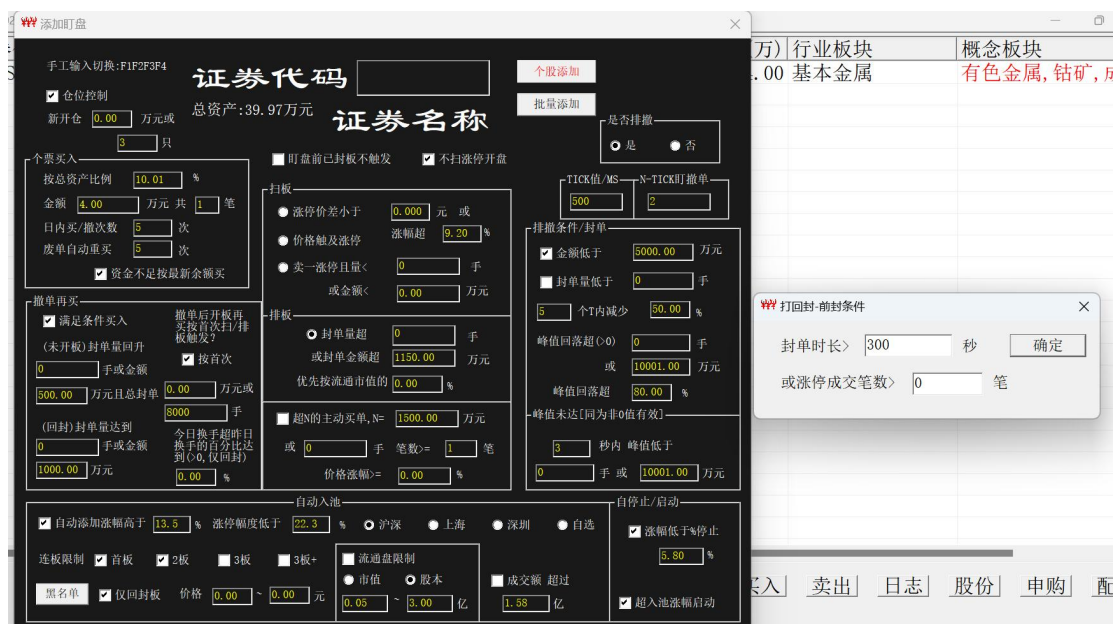 添加盯盘
手工输入切换:F1F2F3F4
证券代码
个股添加
仓位控制
总资产:39.97万元
批量添加
新开仓 0.00 万元或
证券名称
3 只
是否排撤
是 否
个票买入
盯盘前已封板不触发 不扫涨停开盘
按总资产比例 10.01 %
金额 4.00 万元 共 1 笔
日内买/撤次数 5 次
废单自动重买 5 次
资金不足按最新余额买
扫板
涨停价差小于 0.000 元 或
价格触及涨停 涨幅超 9.20 %
卖一涨停且量< 0 手
或金额< 0.00 万元
TICK值/MS N-TICK盯撤单
500 2
排撤条件/封单
金额低于 5000.00 万元
封单量低于 0 手
5 个T内减少 50.00 %
峰值回落超(>0) 0 手
或 10001.00 万元
峰值回落超 80.00 %
撤单再买
满足条件买入 撤单后开板再
买按首次扫/排
板触发?
(未开板)封单量回升 按首次
0 手或金额
500.00 万元且总封单 0.00 万元或
8000 手
(回封)封单量达到
0 手或金额
1000.00 万元
今日换手超昨日
换手的百分比达
到(>0,仅回封)
0.00 %
排板
封单量超 0 手
或封单金额超 1150.00 万元
优先按流通市值的 0.00 %
超N的主动买单,N= 1500.00 万元
或 0 手 笔数>= 1 笔
价格涨幅>= 0.00 %
峰值未达[同为非0值有效]
3 秒内 峰值低于
0 手 或 10001.00 万元
自动入池
自动添加涨幅高于 13.5 % 涨停幅度低于 22.3 % 沪深 上海 深圳 自选
连板限制 首板 2板 3板 3板+
黑名单 仅回封板 价格 0.00 ~ 0.00 元
流通盘限制
市值 股本
0.05 ~ 3.00 亿
成交额 超过
1.58 亿
自停止/启动
涨幅低于%停止
5.80 %
超入池涨幅启动
万) 行业板块 概念板块
.00 基本金属 有色金属,钴矿,
打回封-前封条件
封单时长> 300 秒 确定
或涨停成交笔数> 0 笔
买入 卖出 日志 股份 申购 配